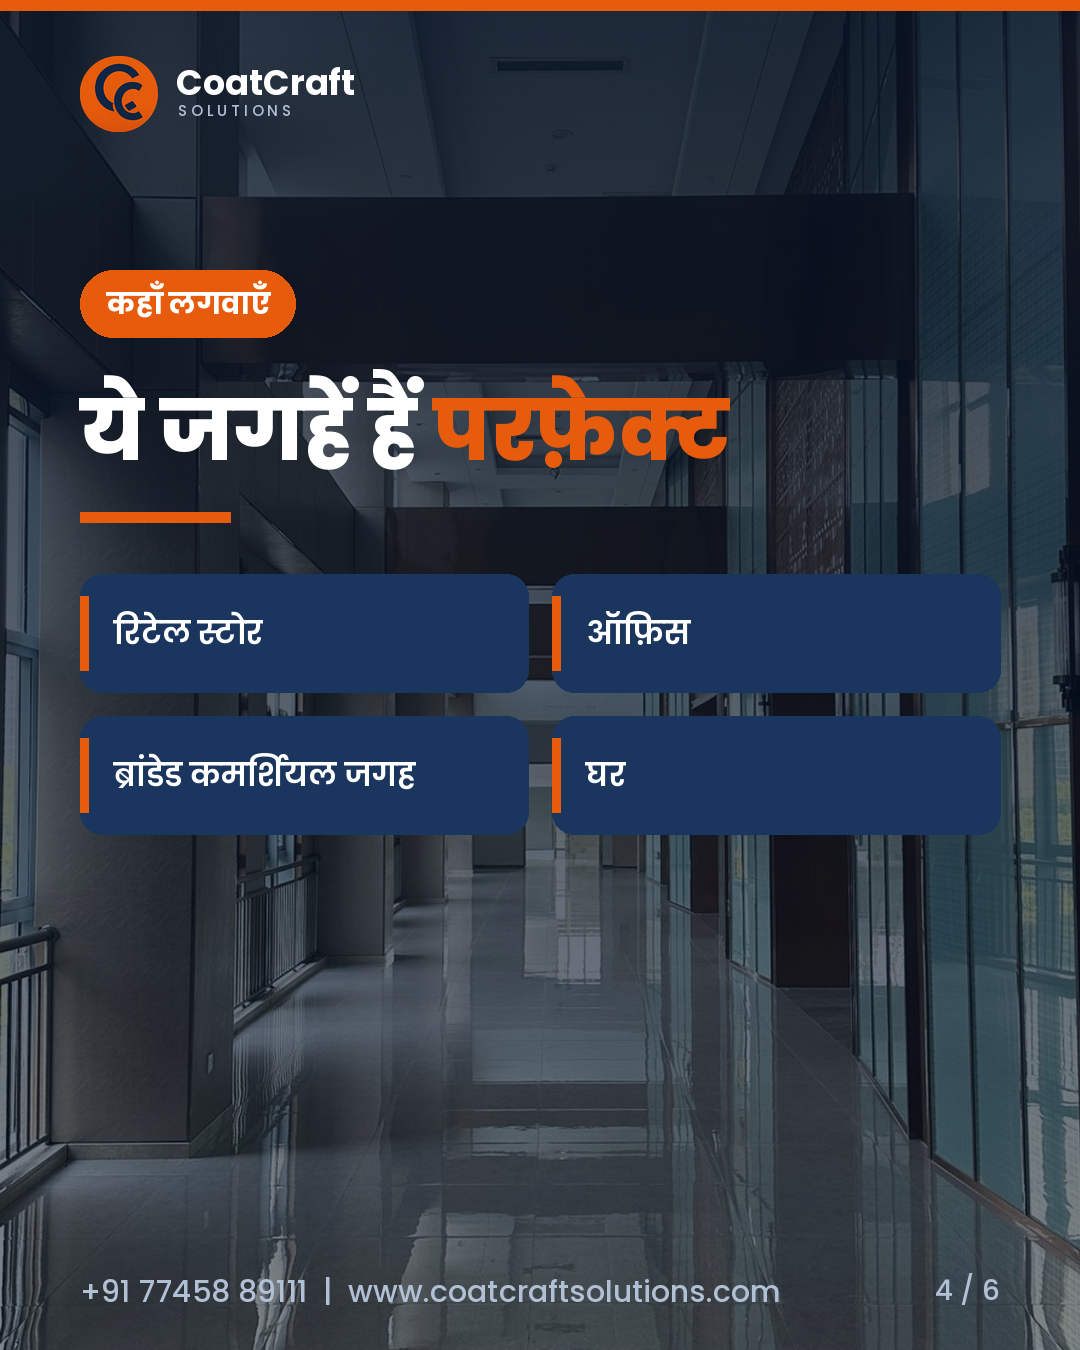 CoatCraft
SOLUTIONS
कहाँ लगवाएँ
ये जगहें हैं परफ़ेक्ट
रिटेल स्टोर
ऑफ़िस
ब्रांडेड कमर्शियल जगह
घर
+91 77458 89111 | www.coatcraftsolutions.com
4 / 6